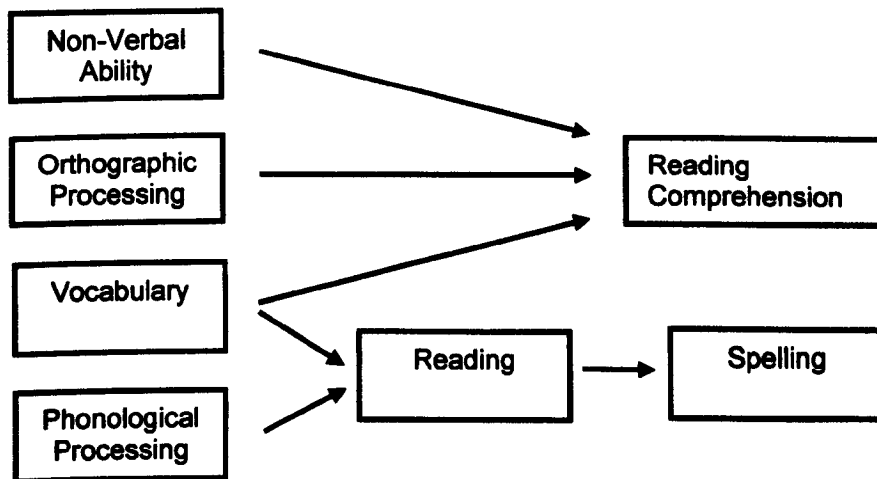 Non-Verbal
Ability
Orthographic
Processing
Reading
Comprehension
Vocabulary
Reading
Spelling
Phonological
Processing